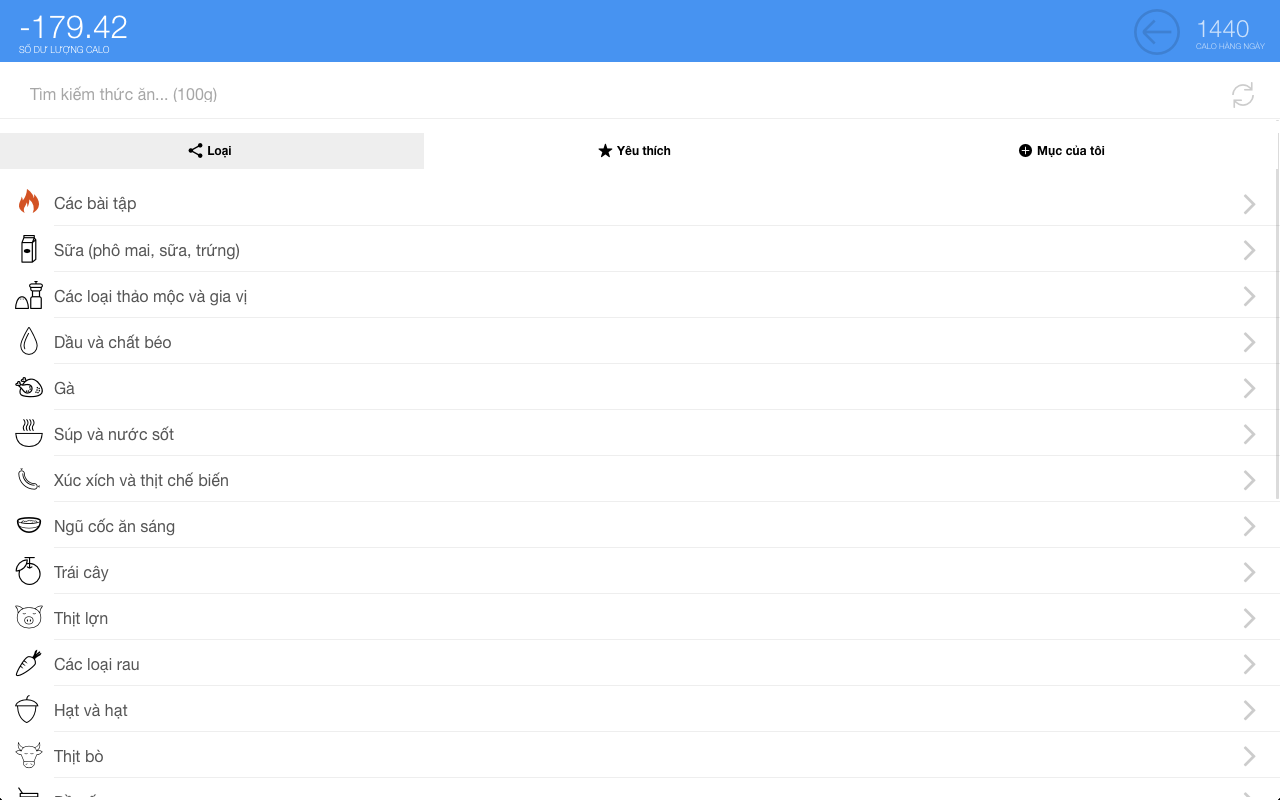 -179.42
SỐ DƯ LƯỢNG CALO
1440
CALO HÀNG NGÀY
Tìm kiếm thức ăn... (100g)
Loại
Yêu thích
Mục của tôi
Các bài tập
Sữa (phô mai, sữa, trứng)
Các loại thảo mộc và gia vị
Dầu và chất béo
Gà
Súp và nước sốt
Xúc xích và thịt chế biến
Ngũ cốc ăn sáng
Trái cây
Thịt lợn
Các loại rau
Hạt và hạt
Thịt bò